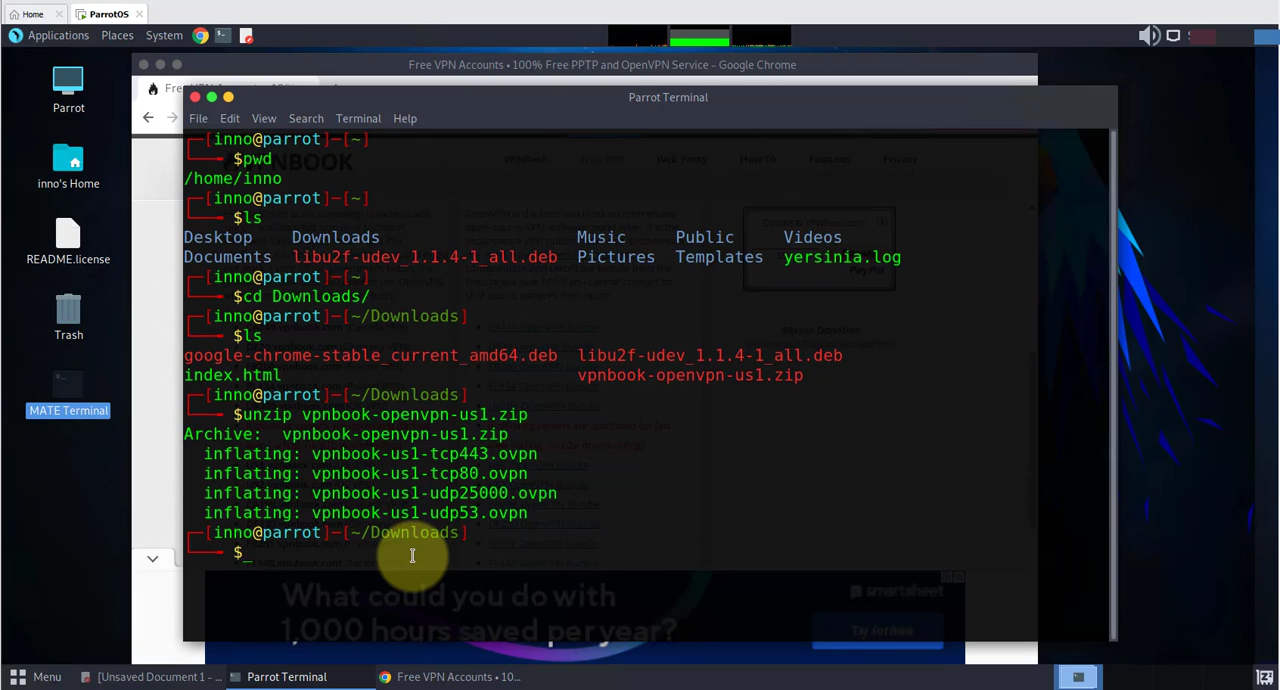 Home
ParrotOS
Applications Places System
Free VPN Accounts • 100% Free PPTP and OpenVPN Service - Google Chrome
Parrot Terminal
File Edit View Search Terminal Help
Parrot
inno's Home
README.license
Trash
MATE Terminal
[inno@parrot]─[~]
$pwd
/home/inno
[inno@parrot]─[~]
$ls
Desktop Downloads Music Public Videos
Documents libu2f-udev_1.1.4-1_all.deb Pictures Templates yersinia.log
[inno@parrot]─[~]
$cd Downloads/
[inno@parrot]─[~/Downloads]
$ls
google-chrome-stable_current_amd64.deb libu2f-udev_1.1.4-1_all.deb
index.html vpnbook-openvpn-us1.zip
[inno@parrot]─[~/Downloads]
$unzip vpnbook-openvpn-us1.zip
Archive: vpnbook-openvpn-us1.zip
inflating: vpnbook-us1-tcp443.ovpn
inflating: vpnbook-us1-tcp80.ovpn
inflating: vpnbook-us1-udp25000.ovpn
inflating: vpnbook-us1-udp53.ovpn
[inno@parrot]─[~/Downloads]
$_
What could you do with
1,000 hours saved per year?
smartsheet
Try for free
Menu [Unsaved Document 1 - ... Parrot Terminal Free VPN Accounts • 10...